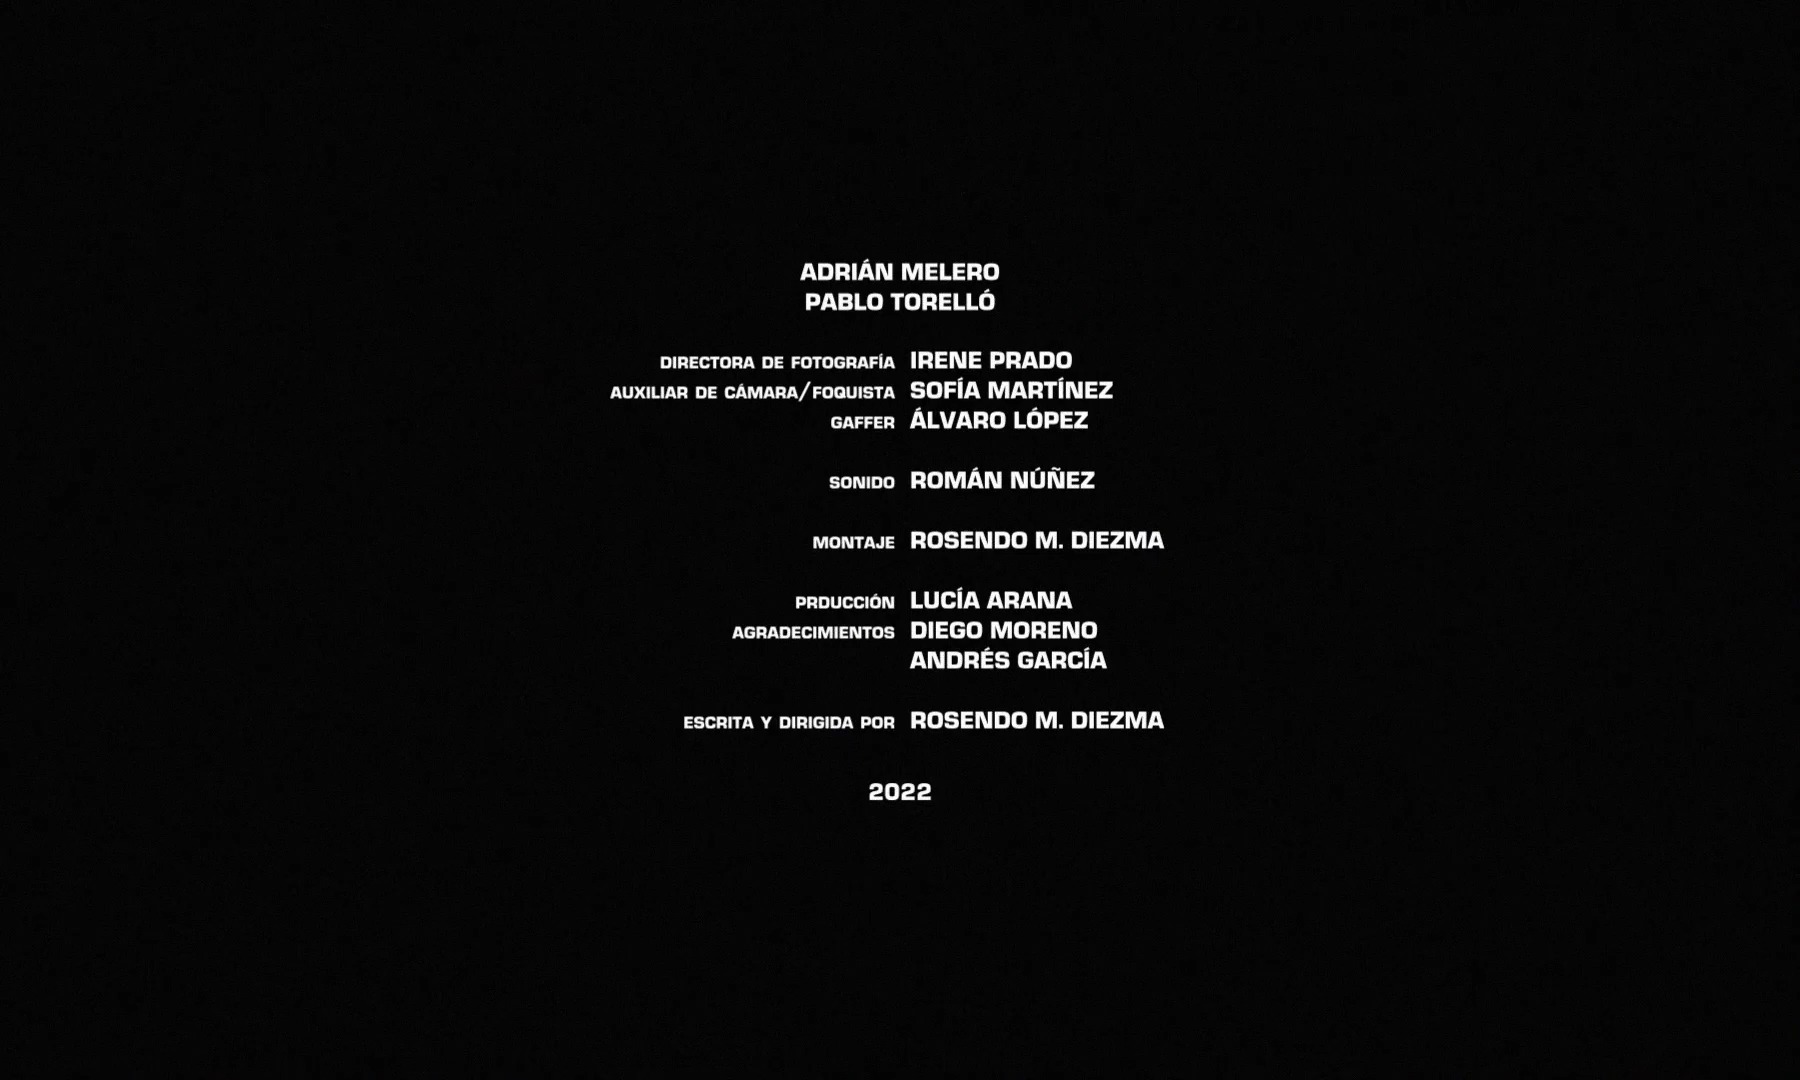 ADRIÁN MELERO
PABLO TORELLÓ
DIRECTORA DE FOTOGRAFÍA IRENE PRADO
AUXILIAR DE CÁMARA/FOQUISTA SOFÍA MARTÍNEZ
GAFFER ÁLVARO LÓPEZ
SONIDO ROMÁN NÚÑEZ
MONTAJE ROSENDO M. DIEZMA
PRDUCCIÓN LUCÍA ARANA
AGRADECIMIENTOS DIEGO MORENO
ANDRÉS GARCÍA
ESCRITA Y DIRIGIDA POR ROSENDO M. DIEZMA
2022